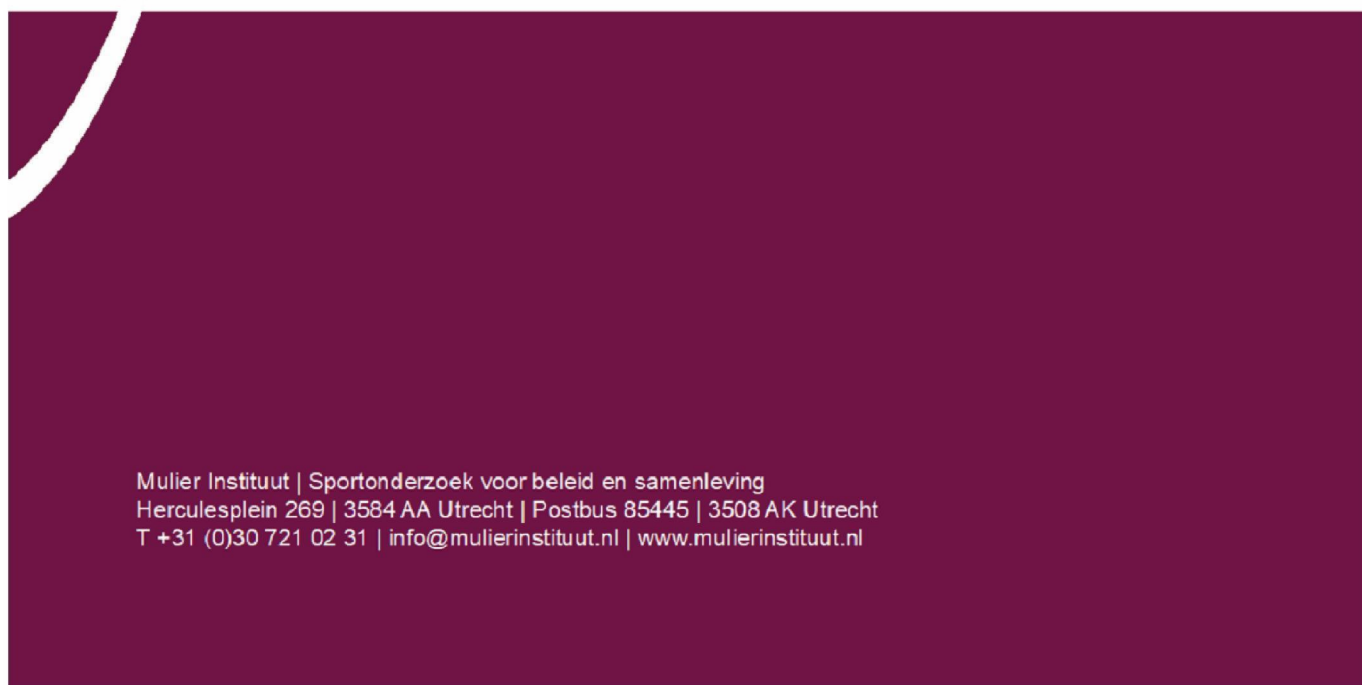 Mulier Instituut | Sportonderzoek voor beleid en samenleving
Herculesplein 269 | 3584 AA Utrecht | Postbus 85445 | 3508 AK Utrecht
T +31 (0)30 721 02 31 | info@mulierinstituut.nl | www.mulierinstituut.nl